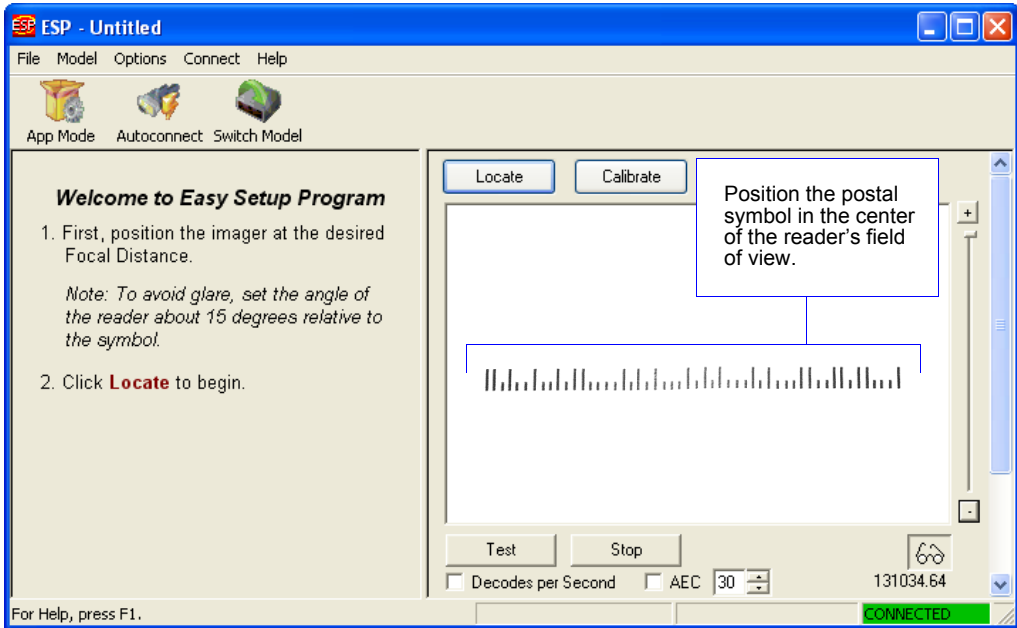 ESP - Untitled
File Model Options Connect Help
App Mode Autoconnect Switch Model
Welcome to Easy Setup Program
1. First, position the imager at the desired
Focal Distance.
Note: To avoid glare, set the angle of
the reader about 15 degrees relative to
the symbol.
2. Click Locate to begin.
Locate Calibrate
Position the postal
symbol in the center
of the reader's field
of view.
+
-
Test Stop
Decodes per Second AEC 30
131034.64
For Help, press F1.
CONNECTED